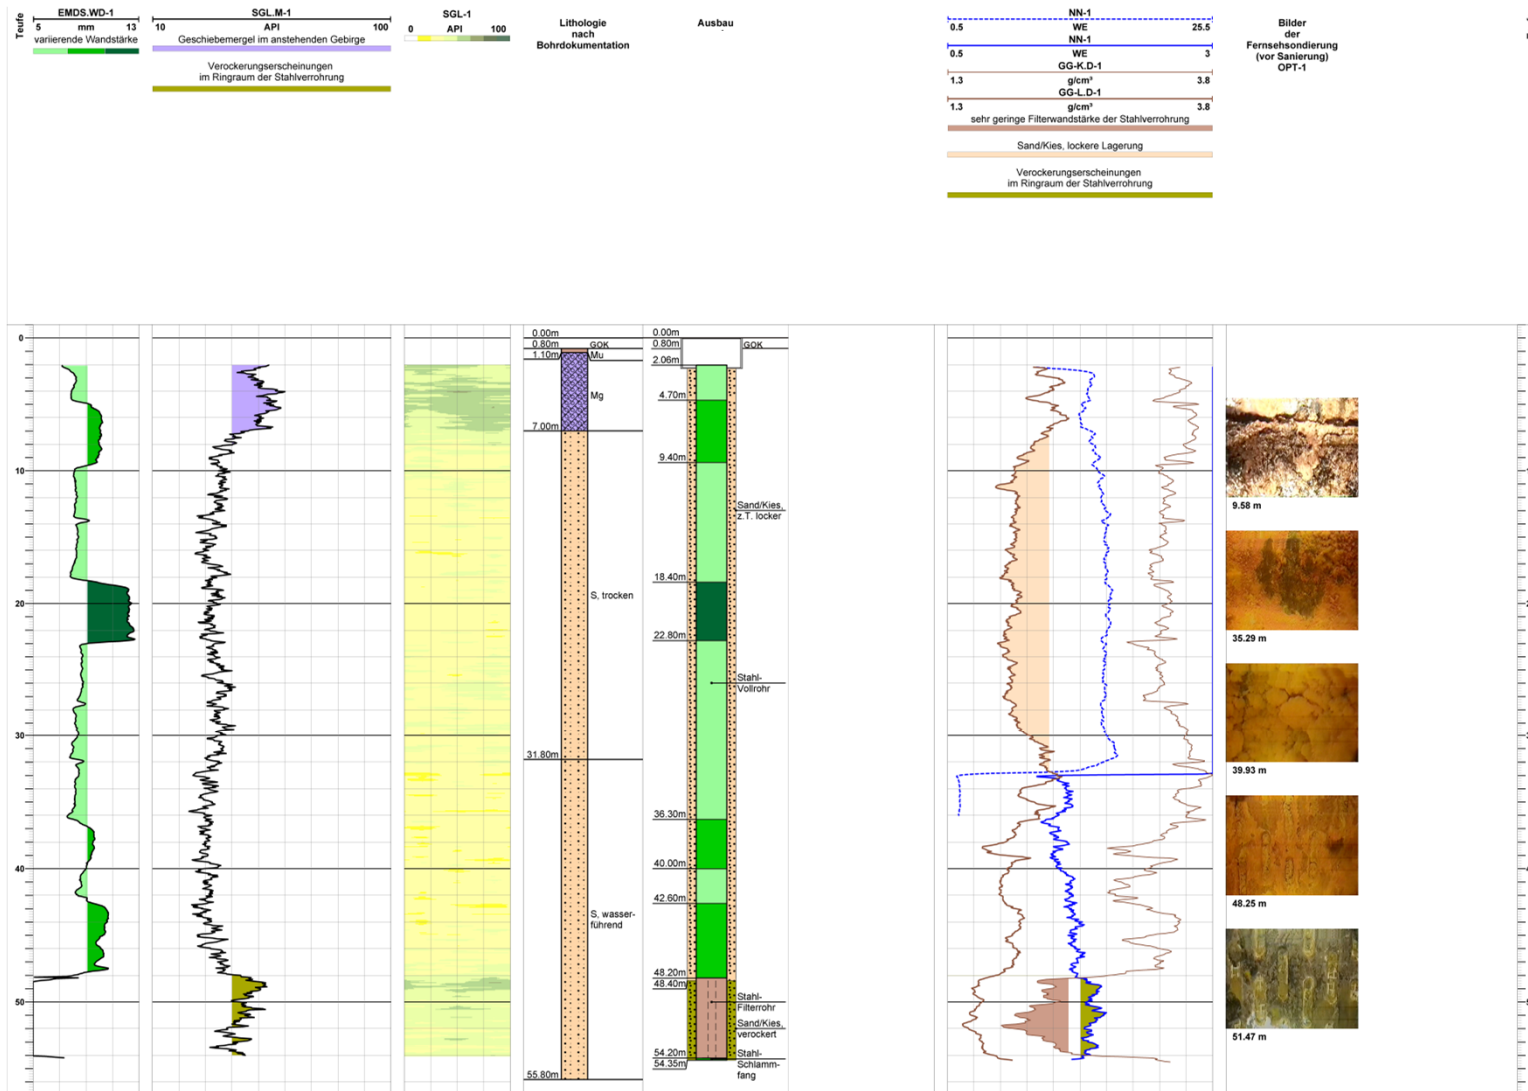 Teufe
EMDS.WD-1
5 mm 13
variierende Wandstärke
SGL.M-1
10 API 100
Geschiebemergel im anstehenden Gebirge
Verockerungserscheinungen
im Ringraum der Stahlverrohrung
SGL-1
0 API 100
Lithologie
nach
Bohrdokumentation
Ausbau
NN-1
0.5 WE 25.5
NN-1
0.5 WE 3
GG-K.D-1
1.3 g/cm³ 3.8
GG-L.D-1
1.3 g/cm³ 3.8
sehr geringe Filterwandstärke der Stahlverrohrung
Sand/Kies, lockere Lagerung
Verockerungserscheinungen
im Ringraum der Stahlverrohrung
Bilder
der
Fernsehsondierung
(vor Sanierung)
OPT-1
0
10
20
30
40
50
0.00m
0.80m GOK
1.10m Mu
Mg
7.00m
S, trocken
31.80m
S, wasser-
führend
55.80m
0.00m
0.80m GOK
2.06m
4.70m
9.40m
Sand/Kies,
z.T. locker
18.40m
22.80m
Stahl-
Vollrohr
36.30m
40.00m
42.60m
48.20m
48.40m
Stahl-
Filterrohr
Sand/Kies,
verockert
54.20m Stahl-
54.35m Schlamm-
fang
9.58 m
35.29 m
39.93 m
48.25 m
51.47 m